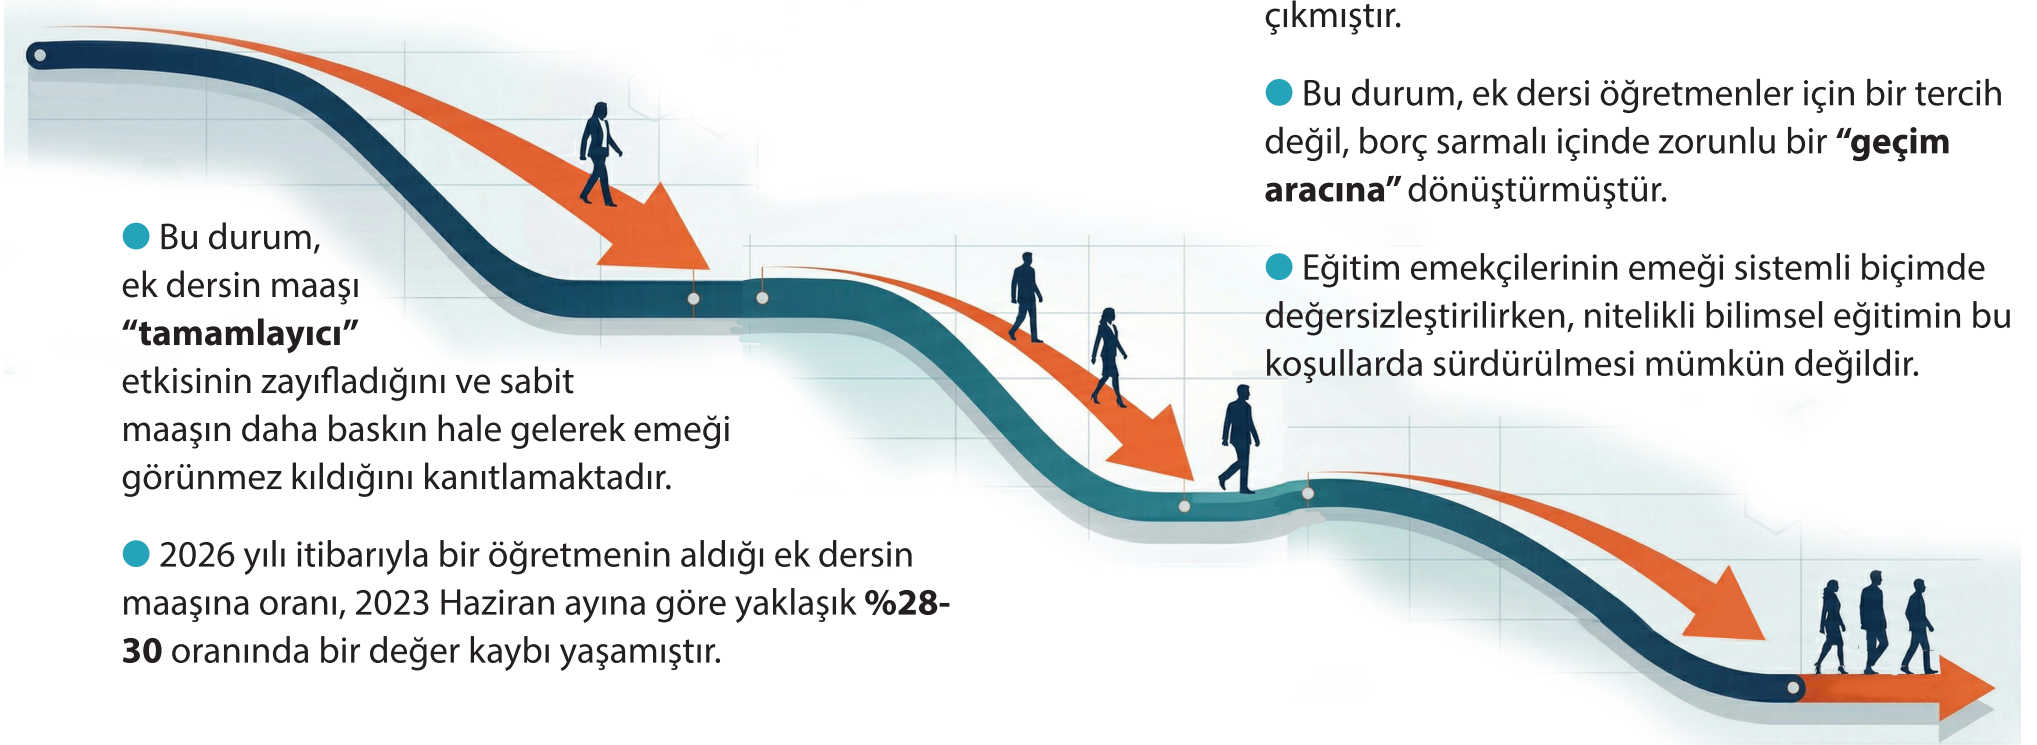 ● Bu durum,
ek dersin maaşı
“tamamlayıcı”
etkisinin zayıfladığını ve sabit
maaşın daha baskın hale gelerek emeği
görünmez kıldığını kanıtlamaktadır.
● 2026 yılı itibarıyla bir öğretmenin aldığı ek dersin
maaşına oranı, 2023 Haziran ayına göre yaklaşık %28-
30 oranında bir değer kaybı yaşamıştır.
çıkmıştır.
● Bu durum, ek dersi öğretmenler için bir tercih
değil, borç sarmalı içinde zorunlu bir “geçim
aracına” dönüştürmüştür.
● Eğitim emekçilerinin emeği sistemli biçimde
değersizleştirilirken, nitelikli bilimsel eğitimin bu
koşullarda sürdürülmesi mümkün değildir.